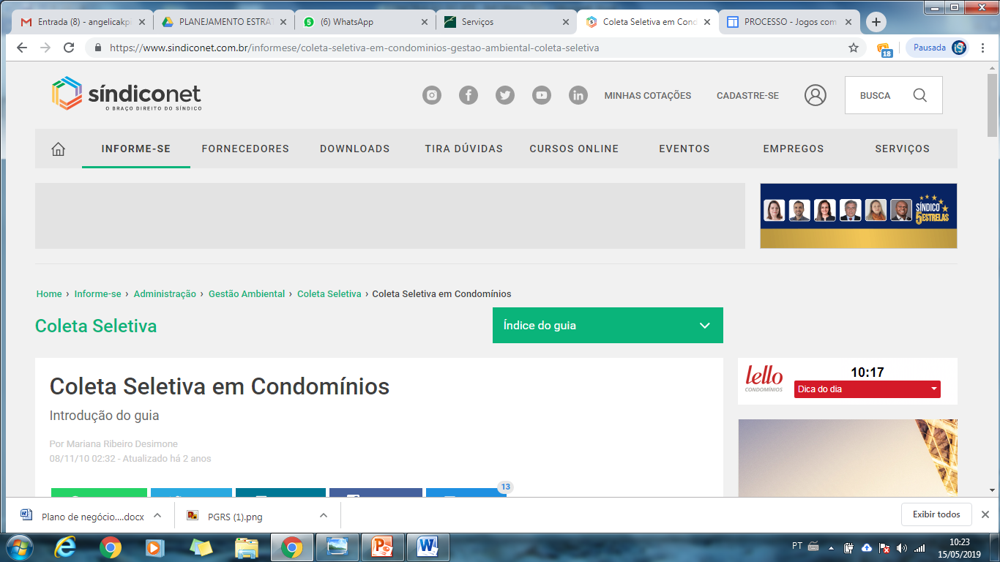 Entrada (8) - angelicakp
PLANEJAMENTO ESTRAT
(6) WhatsApp
Serviços
Coleta Seletiva em Cond
PROCESSO - Jogos com
https://www.sindiconet.com.br/informese/coleta-seletiva-em-condominios-gestao-ambiental-coleta-seletiva
18
Pausada
síndiconet
O BRAÇO DIREITO DO SÍNDICO
MINHAS COTAÇÕES
CADASTRE-SE
BUSCA
INFORME-SE
FORNECEDORES
DOWNLOADS
TIRA DÚVIDAS
CURSOS ONLINE
EVENTOS
EMPREGOS
SERVIÇOS
SÍNDICO
5 ESTRELAS
Home › Informe-se › Administração › Gestão Ambiental › Coleta Seletiva › Coleta Seletiva em Condomínios
Coleta Seletiva
Índice do guia
Coleta Seletiva em Condomínios
Introdução do guia
Por Mariana Ribeiro Desimone
08/11/10 02:32 - Atualizado há 2 anos
13
lello
CONDOMÍNIOS
10:17
Dica do dia
Plano de negócio....docx
PGRS (1).png
Exibir todos
PT
10:23
15/05/2019